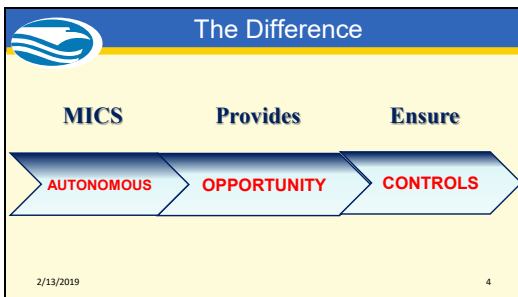 The Difference
MICS Provides Ensure
AUTONOMOUS OPPORTUNITY CONTROLS
2/13/2019 4